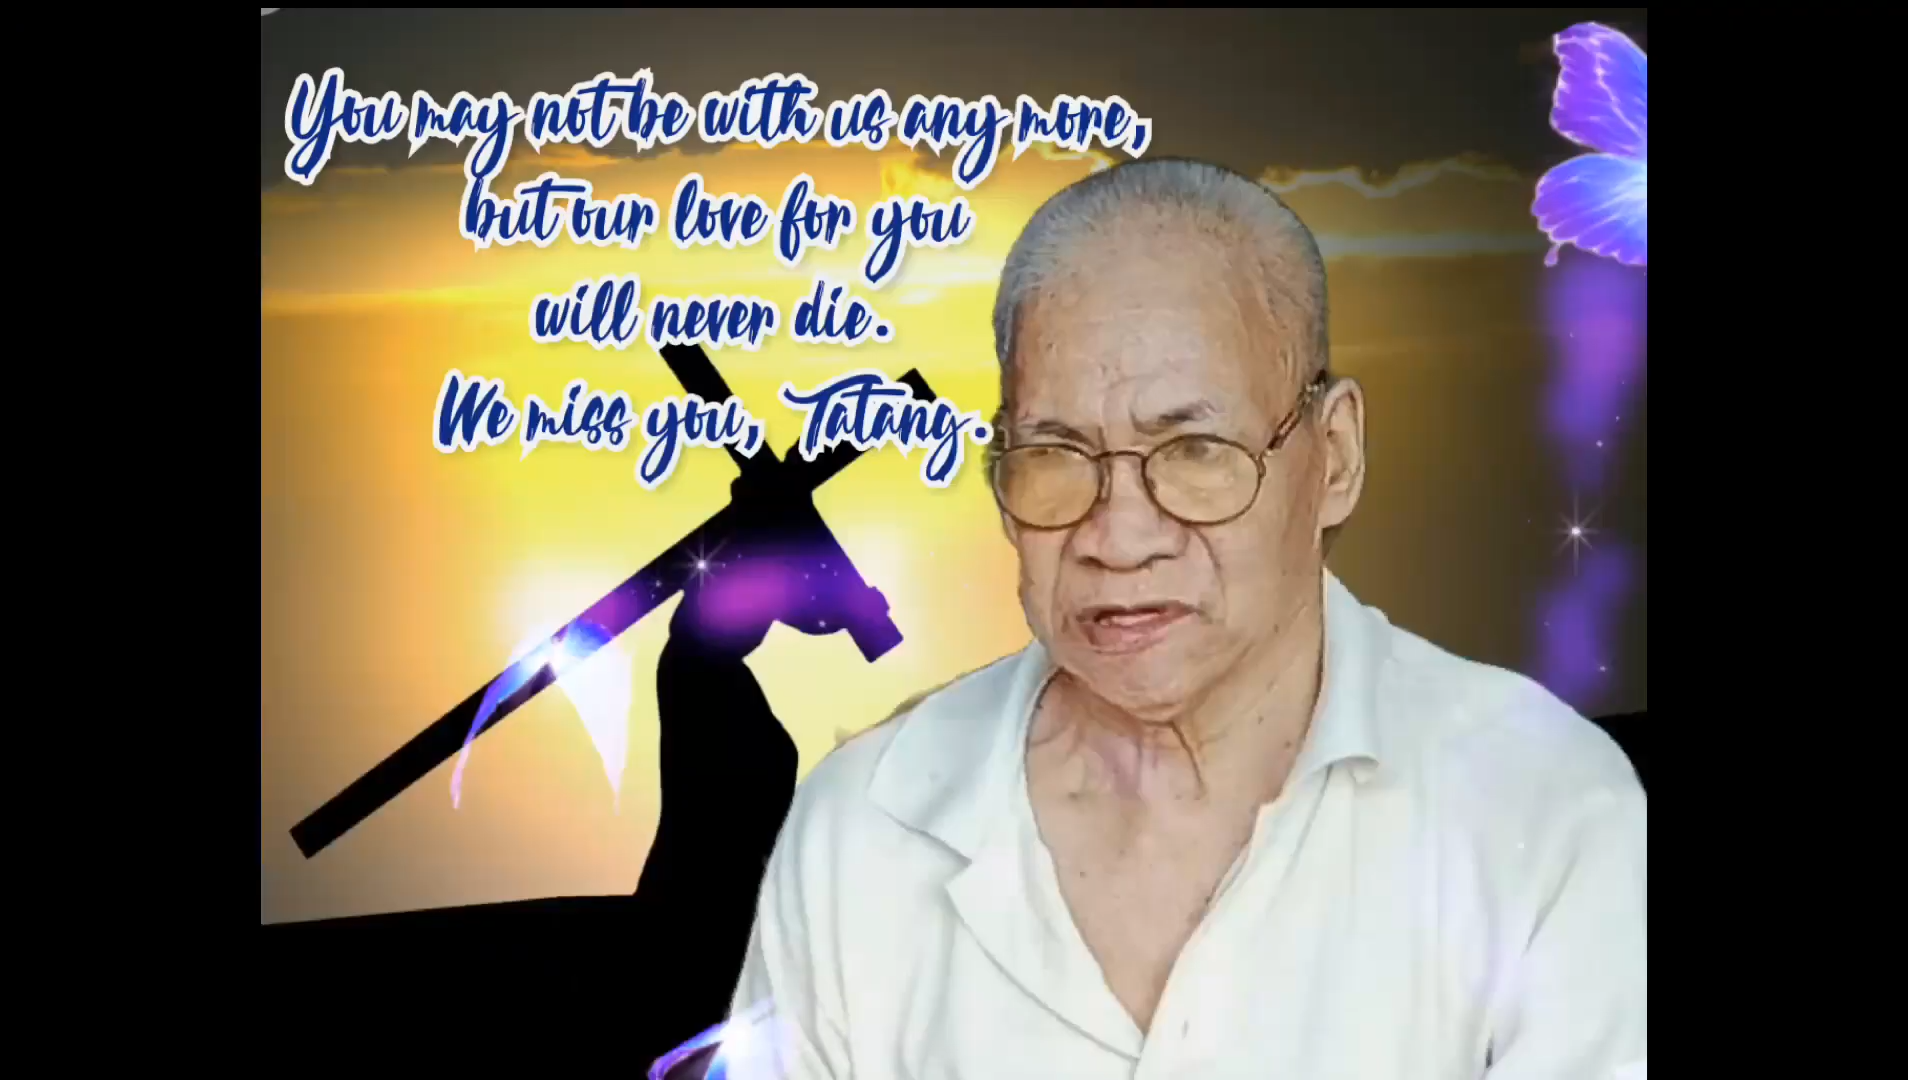 You may not be with us any more,
but our love for you
will never die.
We miss you, Tatang.